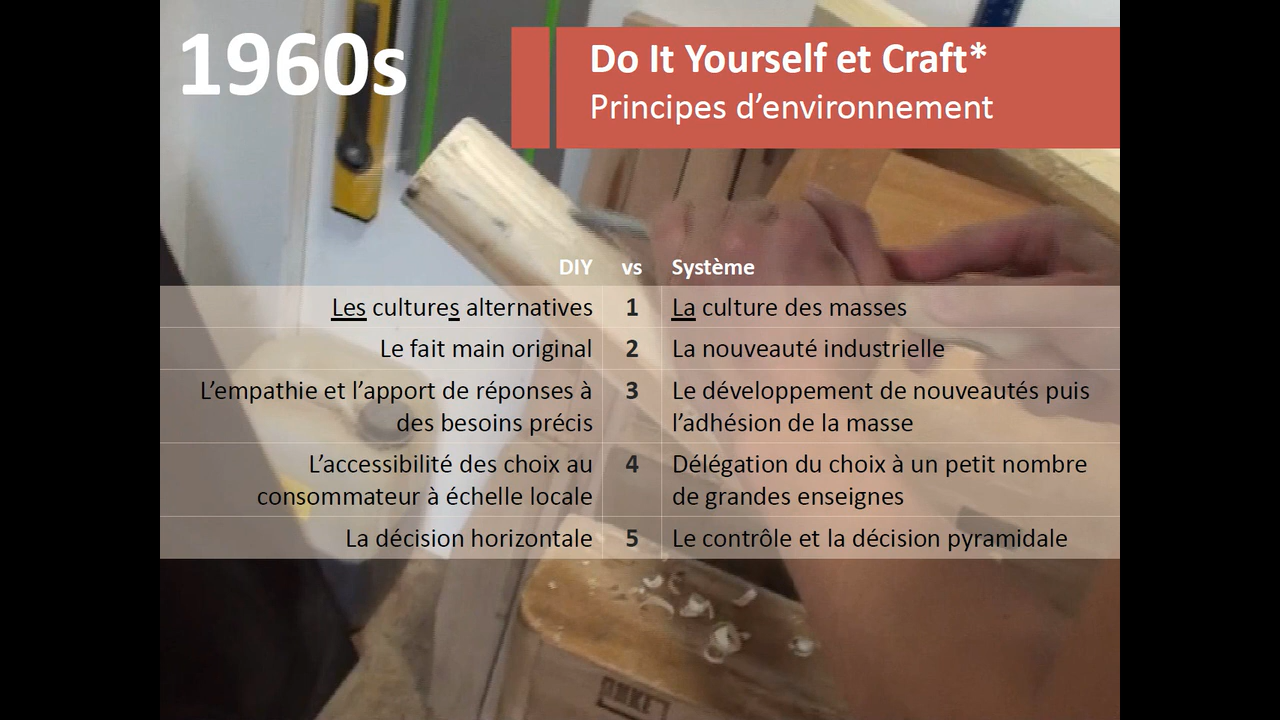 1960s
Do It Yourself et Craft*
Principes d’environnement
DIY vs Système
Les cultures alternatives 1 La culture des masses
Le fait main original 2 La nouveauté industrielle
L’empathie et l’apport de réponses à 3 Le développement de nouveautés puis
des besoins précis l’adhésion de la masse
L’accessibilité des choix au 4 Délégation du choix à un petit nombre
consommateur à échelle locale de grandes enseignes
La décision horizontale 5 Le contrôle et la décision pyramidale